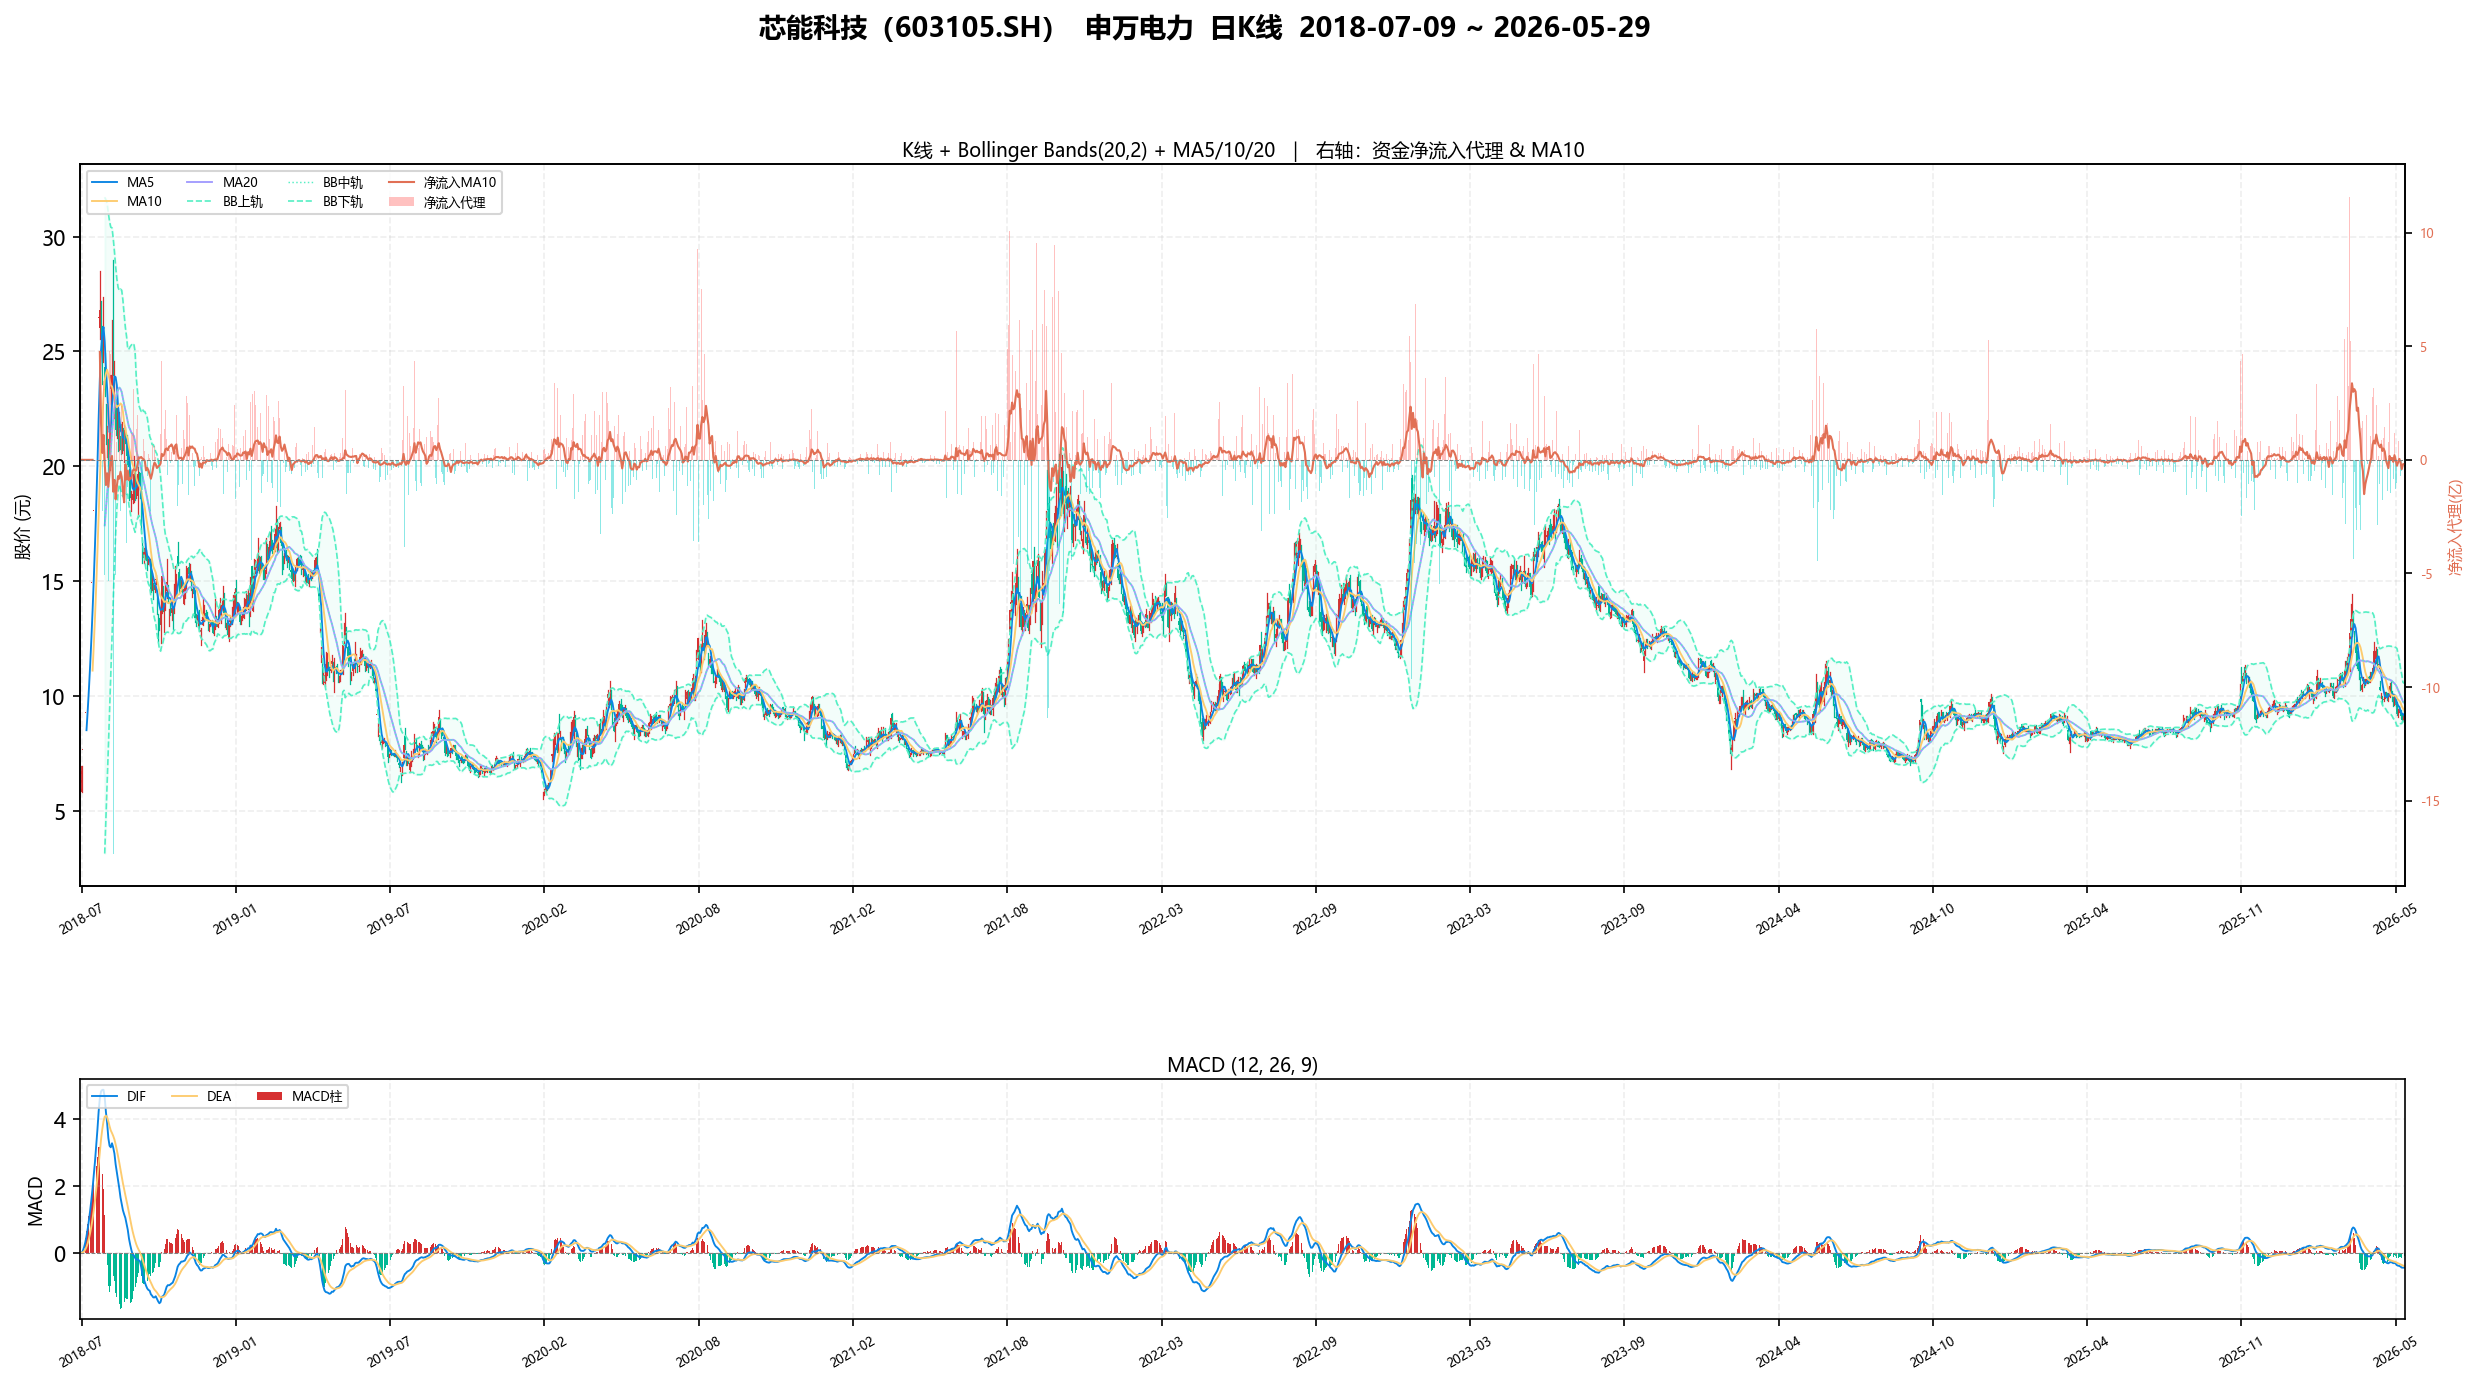 芯能科技（603105.SH） 申万电力 日K线 2018-07-09 ~ 2026-05-29
K线 + Bollinger Bands(20,2) + MA5/10/20 | 右轴：资金净流入代理 & MA10
MA5 MA20 BB中轨 净流入MA10
MA10 BB上轨 BB下轨 净流入代理
30
25
20
15
10
5
股价 (元)
10
5
0
-5
-10
-15
净流入代理(亿)
2018-07 2019-01 2019-07 2020-02 2020-08 2021-02 2021-08 2022-03 2022-09 2023-03 2023-09 2024-04 2024-10 2025-04 2025-11 2026-05
MACD (12, 26, 9)
DIF DEA MACD柱
4
2
0
MACD
2018-07 2019-01 2019-07 2020-02 2020-08 2021-02 2021-08 2022-03 2022-09 2023-03 2023-09 2024-04 2024-10 2025-04 2025-11 2026-05